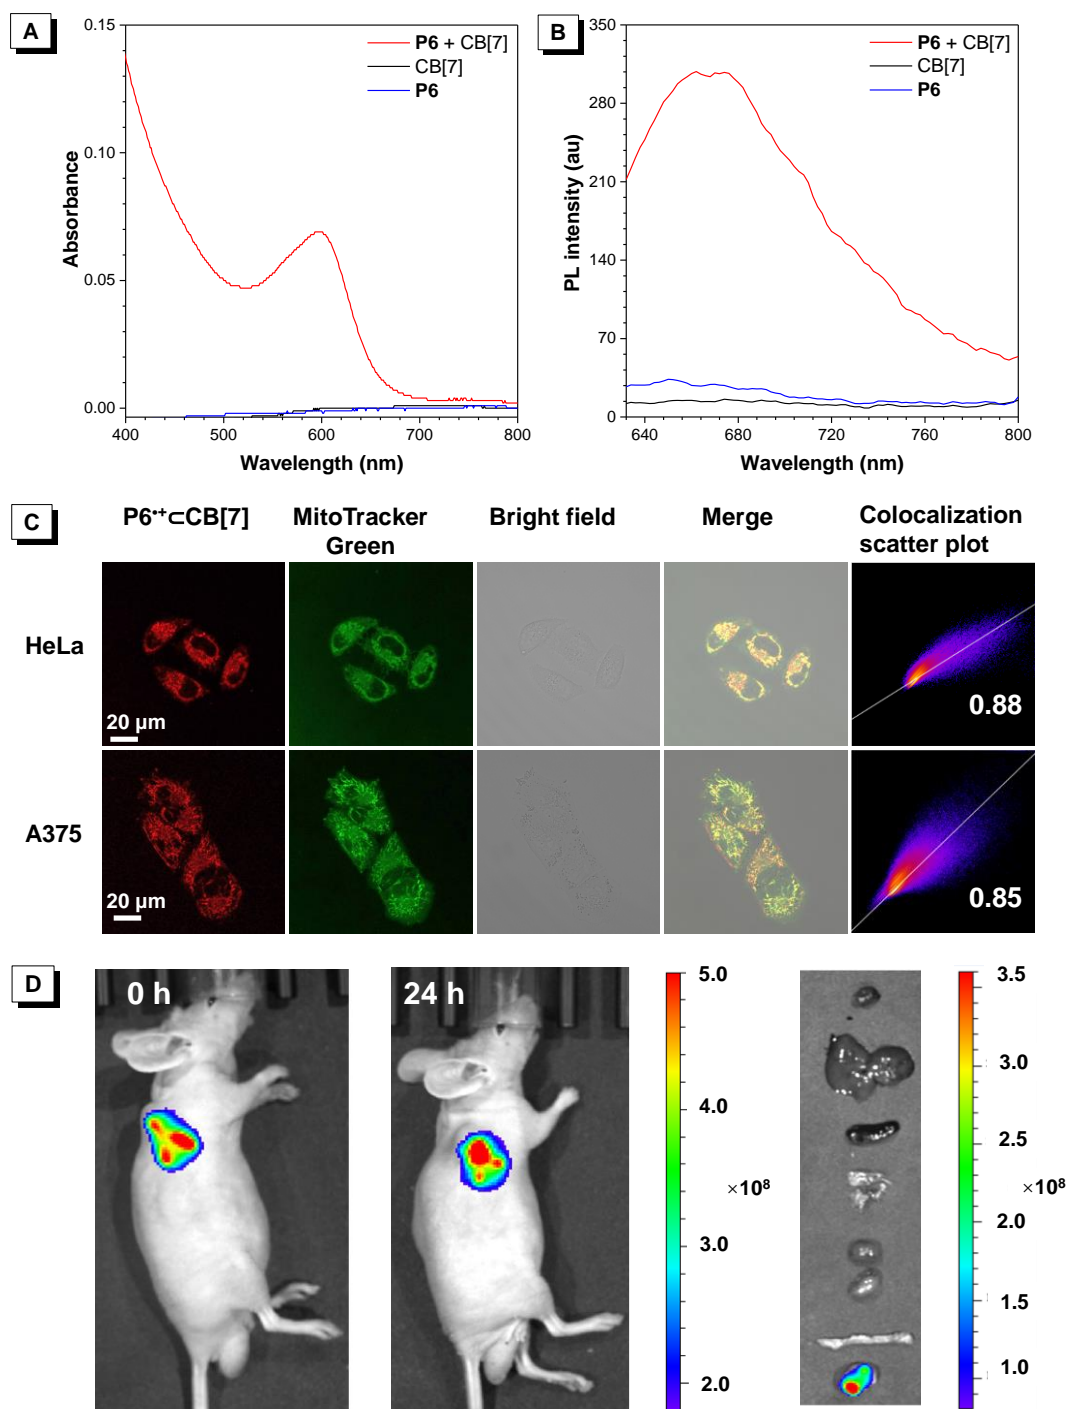 A
0.15
0.10
0.05
0.00
Absorbance
400
500
600
700
800
Wavelength (nm)
P6 + CB[7]
CB[7]
P6
B
350
280
210
140
70
0
PL intensity (au)
640
680
720
760
800
Wavelength (nm)
P6 + CB[7]
CB[7]
P6
C
P6•+⊂CB[7]
MitoTracker
Green
Bright field
Merge
Colocalization
scatter plot
HeLa
20 μm
0.88
A375
20 μm
0.85
D
0 h
24 h
5.0
4.0
×10⁸
3.0
2.0
3.5
3.0
2.5
×10⁸
2.0
1.5
1.0